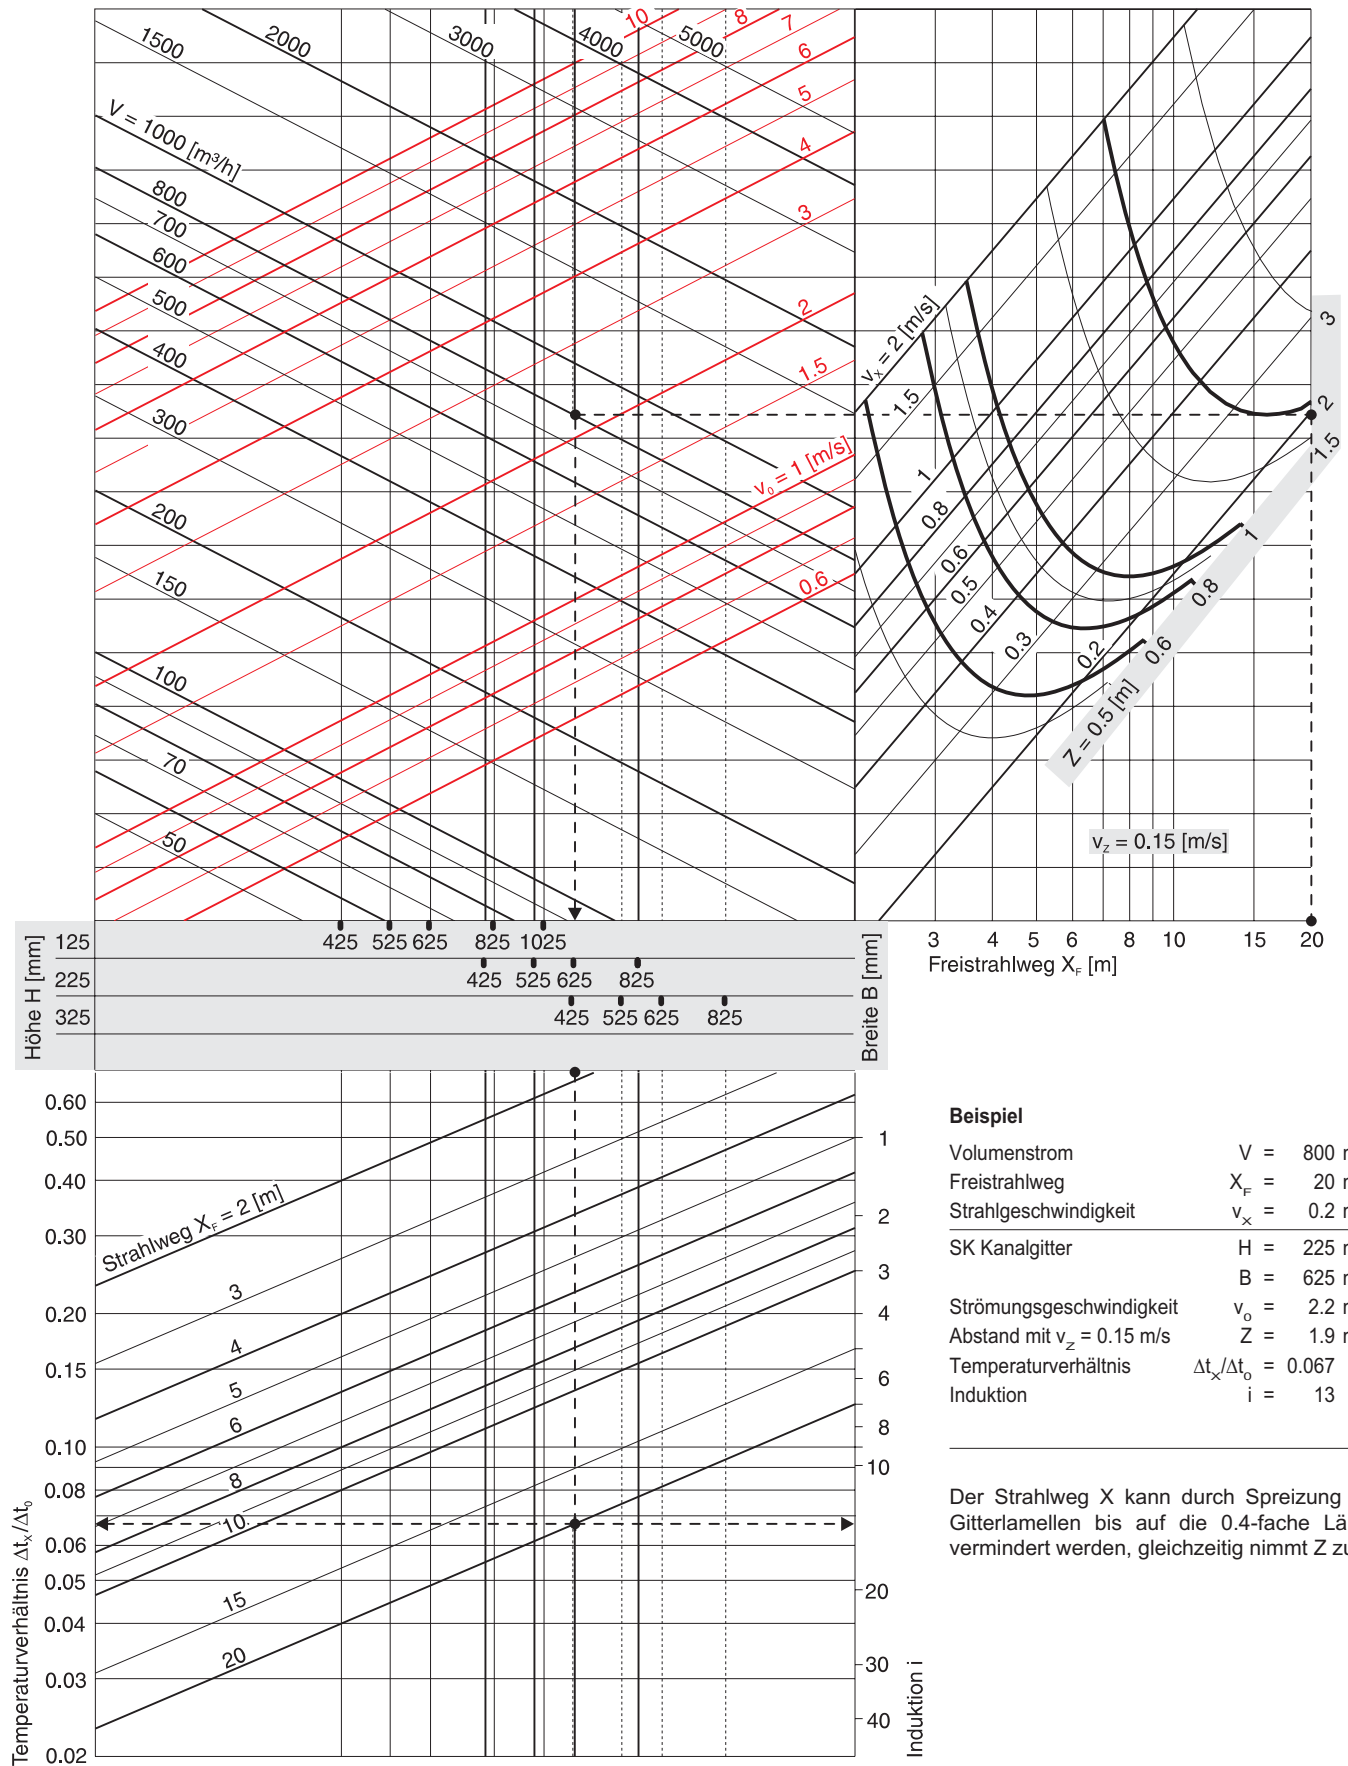 1500
2000
3000
4000
5000
10
8
7
6
5
4
3
2
1.5
v₀ = 1 [m/s]
0.6
V = 1000 [m³/h]
800
700
600
500
400
300
200
150
100
70
50
vₓ = 2 [m/s]
1.5
1
0.8
0.6
0.5
0.4
0.3
0.2
3
2
1.5
1
0.8
0.6
Z = 0.5 [m]
v_Z = 0.15 [m/s]
3 4 5 6 8 10 15 20
Freistrahlweg X_F [m]
Höhe H [mm]
125 425 525 625 825 1025
225 425 525 625 825
325 425 525 625 825
Breite B [mm]
0.60
0.50
0.40
0.30
0.20
0.15
0.10
0.08
0.06
0.05
0.04
0.03
0.02
Temperaturverhältnis Δtₓ/Δt₀
Strahlweg X_F = 2 [m]
3
4
5
6
8
10
15
20
1
2
3
4
6
8
10
20
30
40
Induktion i
Beispiel
Volumenstrom V = 800
Freistrahlweg X_F = 20
Strahlgeschwindigkeit vₓ = 0.2
SK Kanalgitter H = 225
B = 625
Strömungsgeschwindigkeit v₀ = 2.2
Abstand mit v_Z = 0.15 m/s Z = 1.9
Temperaturverhältnis Δtₓ/Δt₀ = 0.067
Induktion i = 13
Der Strahlweg X kann durch Spreizung
Gitterlamellen bis auf die 0.4-fache Lä
vermindert werden, gleichzeitig nimmt Z zu